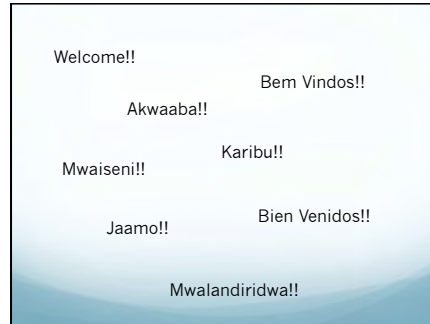 Welcome!!
Bem Vindos!!
Akwaaba!!
Karibu!!
Mwaiseni!!
Bien Venidos!!
Jaamo!!
Mwalandiridwa!!